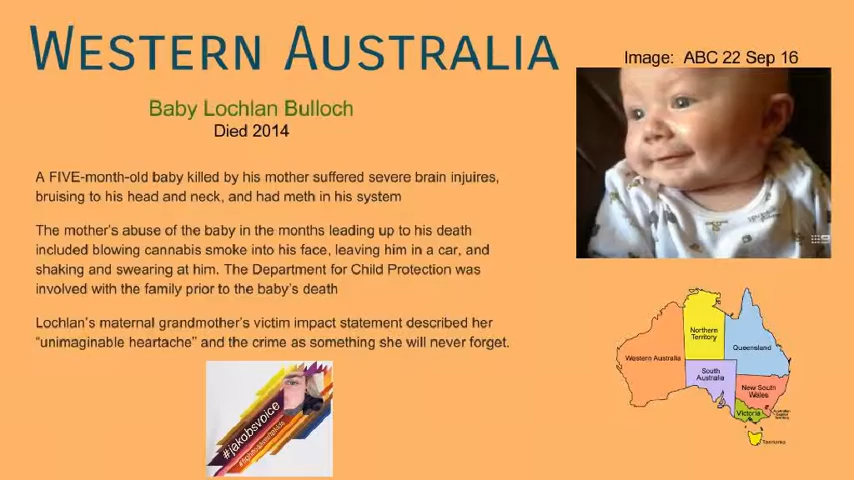 WESTERN AUSTRALIA
Image: ABC 22 Sep 16
Baby Lochlan Bulloch
Died 2014
A FIVE-month-old baby killed by his mother suffered severe brain injuires,
bruising to his head and neck, and had meth in his system
The mother's abuse of the baby in the months leading up to his death
included blowing cannabis smoke into his face, leaving him in a car, and
shaking and swearing at him. The Department for Child Protection was
involved with the family prior to the baby's death
Lochlan's maternal grandmother's victim impact statement described her
"unimaginable heartache" and the crime as something she will never forget.
#jakobsvoice
Northern
Territory
Queensland
Western Australia
South
Australia
New South
Wales
Victoria
Tasmania